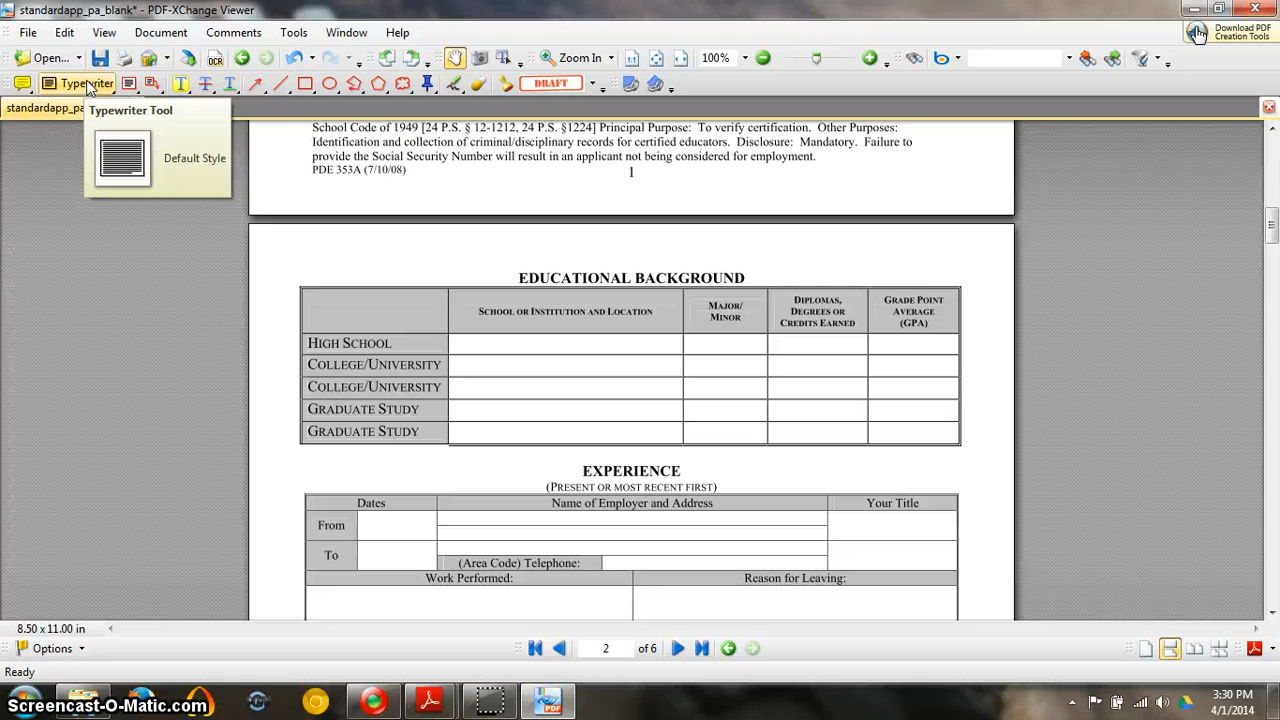 standardapp_pa_blank* - PDF-XChange Viewer
File Edit View Document Comments Tools Window Help
Download PDF
Creation Tools
Open...
OCR
Zoom In
100%
Typewriter
DRAFT
standardapp_pa
Typewriter Tool
Default Style
School Code of 1949 [24 P.S. § 12-1212, 24 P.S. §1224] Principal Purpose: To verify certification. Other Purposes:
Identification and collection of criminal/disciplinary records for certified educators. Disclosure: Mandatory. Failure to
provide the Social Security Number will result in an applicant not being considered for employment.
PDE 353A (7/10/08)
1
EDUCATIONAL BACKGROUND
SCHOOL OR INSTITUTION AND LOCATION
MAJOR/
MINOR
DIPLOMAS,
DEGREES OR
CREDITS EARNED
GRADE POINT
AVERAGE
(GPA)
HIGH SCHOOL
COLLEGE/UNIVERSITY
COLLEGE/UNIVERSITY
GRADUATE STUDY
GRADUATE STUDY
EXPERIENCE
(PRESENT OR MOST RECENT FIRST)
Dates Name of Employer and Address Your Title
From
To
(Area Code) Telephone:
Work Performed: Reason for Leaving:
8.50 x 11.00 in
Options
2 of 6
Ready
PDF
Screencast-O-Matic.com
3:30 PM
4/1/2014